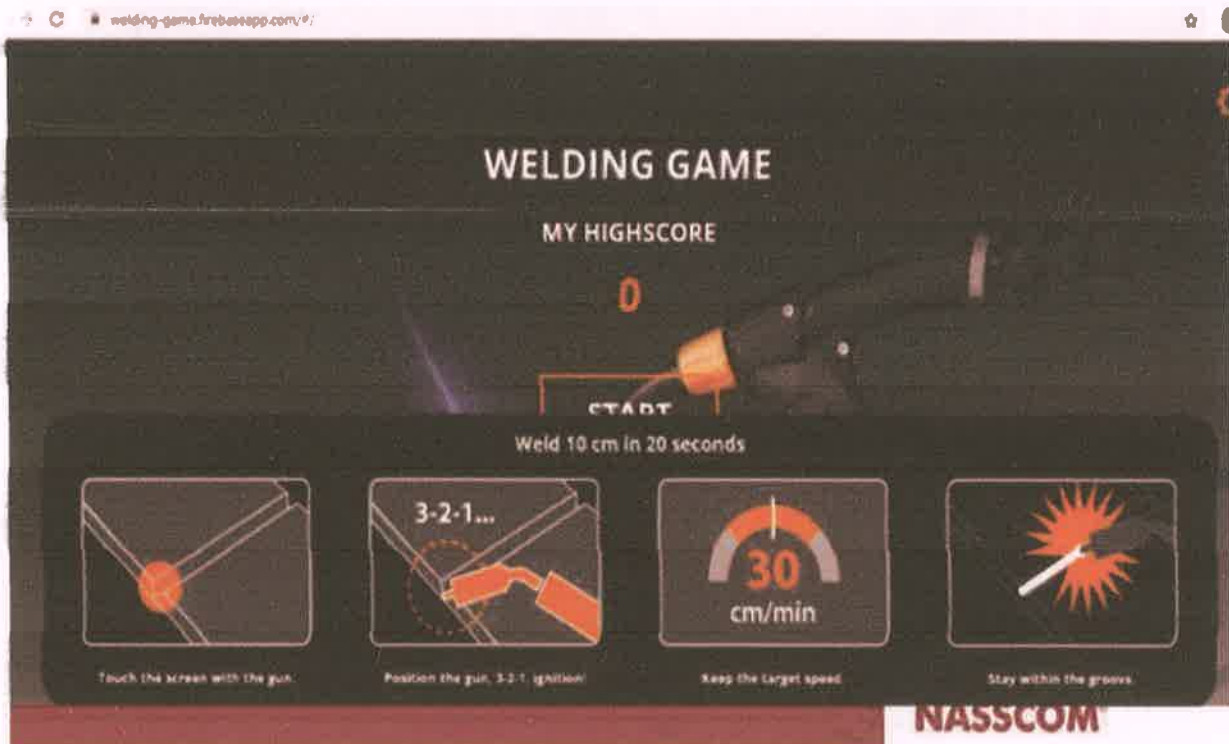 welding-game.firebaseapp.com/#/
WELDING GAME
MY HIGHSCORE
0
START
Weld 10 cm in 20 seconds
3-2-1...
30
cm/min
Touch the screen with the gun.
Position the gun, 3-2-1, ignition!
Keep the target speed.
Stay within the groove.
NASSCOM